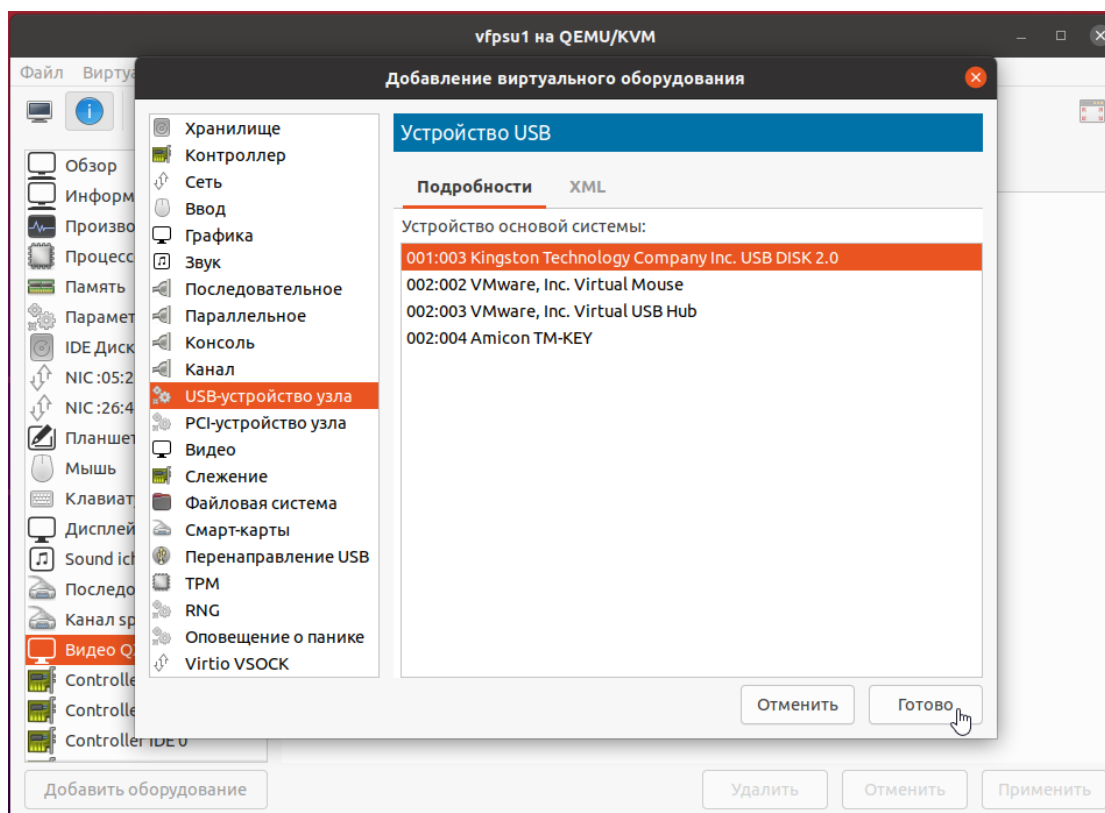 vfpsu1 на QEMU/KVM
Файл Виртуа
Добавление виртуального оборудования
Обзор
Информ
Произво
Процесс
Память
Парамет
IDE Диск
NIC :05:2
NIC :26:4
Планшет
Мышь
Клавиат
Дисплей
Sound ich
Последо
Канал sp
Видео Q
Controlle
Controlle
Controller IDE 0
Добавить оборудование
Хранилище
Контроллер
Сеть
Ввод
Графика
Звук
Последовательное
Параллельное
Консоль
Канал
USB-устройство узла
PCI-устройство узла
Видео
Слежение
Файловая система
Смарт-карты
Перенаправление USB
TPM
RNG
Оповещение о панике
Virtio VSOCK
Устройство USB
Подробности XML
Устройство основой системы:
001:003 Kingston Technology Company Inc. USB DISK 2.0
002:002 VMware, Inc. Virtual Mouse
002:003 VMware, Inc. Virtual USB Hub
002:004 Amicon TM-KEY
Отменить Готово
Удалить Отменить Применить